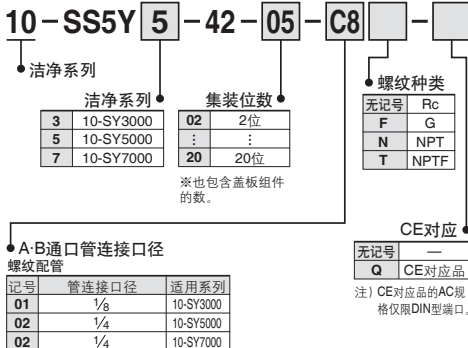 10-SS5Y 5 - 42 - 05 - C8 -
洁净系列
洁净系列
3 10-SY3000
5 10-SY5000
7 10-SY7000
集装位数
02 2位
⋮ ⋮
20 20位
※也包含盖板组件
的数。
螺纹种类
无记号 Rc
F G
N NPT
T NPTF
CE对应
无记号 —
Q CE对应品
注) CE对应品的AC规
格仅限DIN型端口。
A·B通口管连接口径
螺纹配管
记号 管连接口径 适用系列
01 1/8 10-SY3000
02 1/4 10-SY5000
02 1/4 10-SY7000